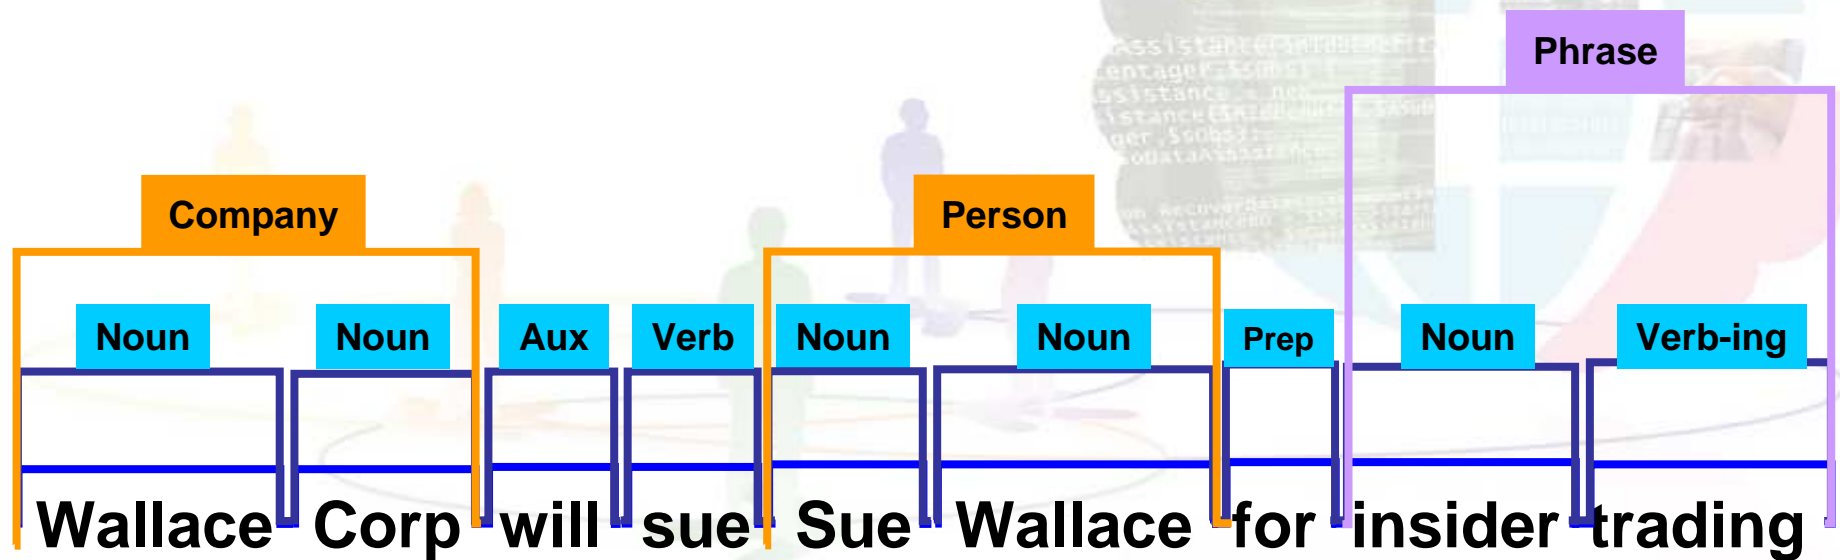 Phrase
Company Person
Noun Noun Aux Verb Noun Noun Prep Noun Verb-ing
Wallace Corp will sue Sue Wallace for insider trading